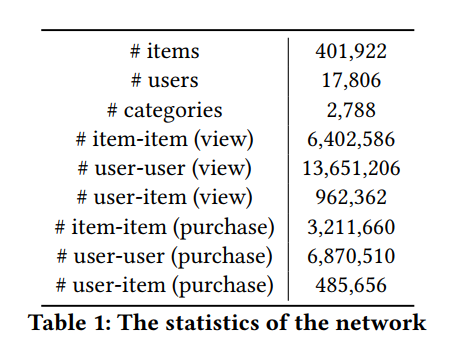 # items 401,922
# users 17,806
# categories 2,788
# item-item (view) 6,402,586
# user-user (view) 13,651,206
# user-item (view) 962,362
# item-item (purchase) 3,211,660
# user-user (purchase) 6,870,510
# user-item (purchase) 485,656
Table 1: The statistics of the network